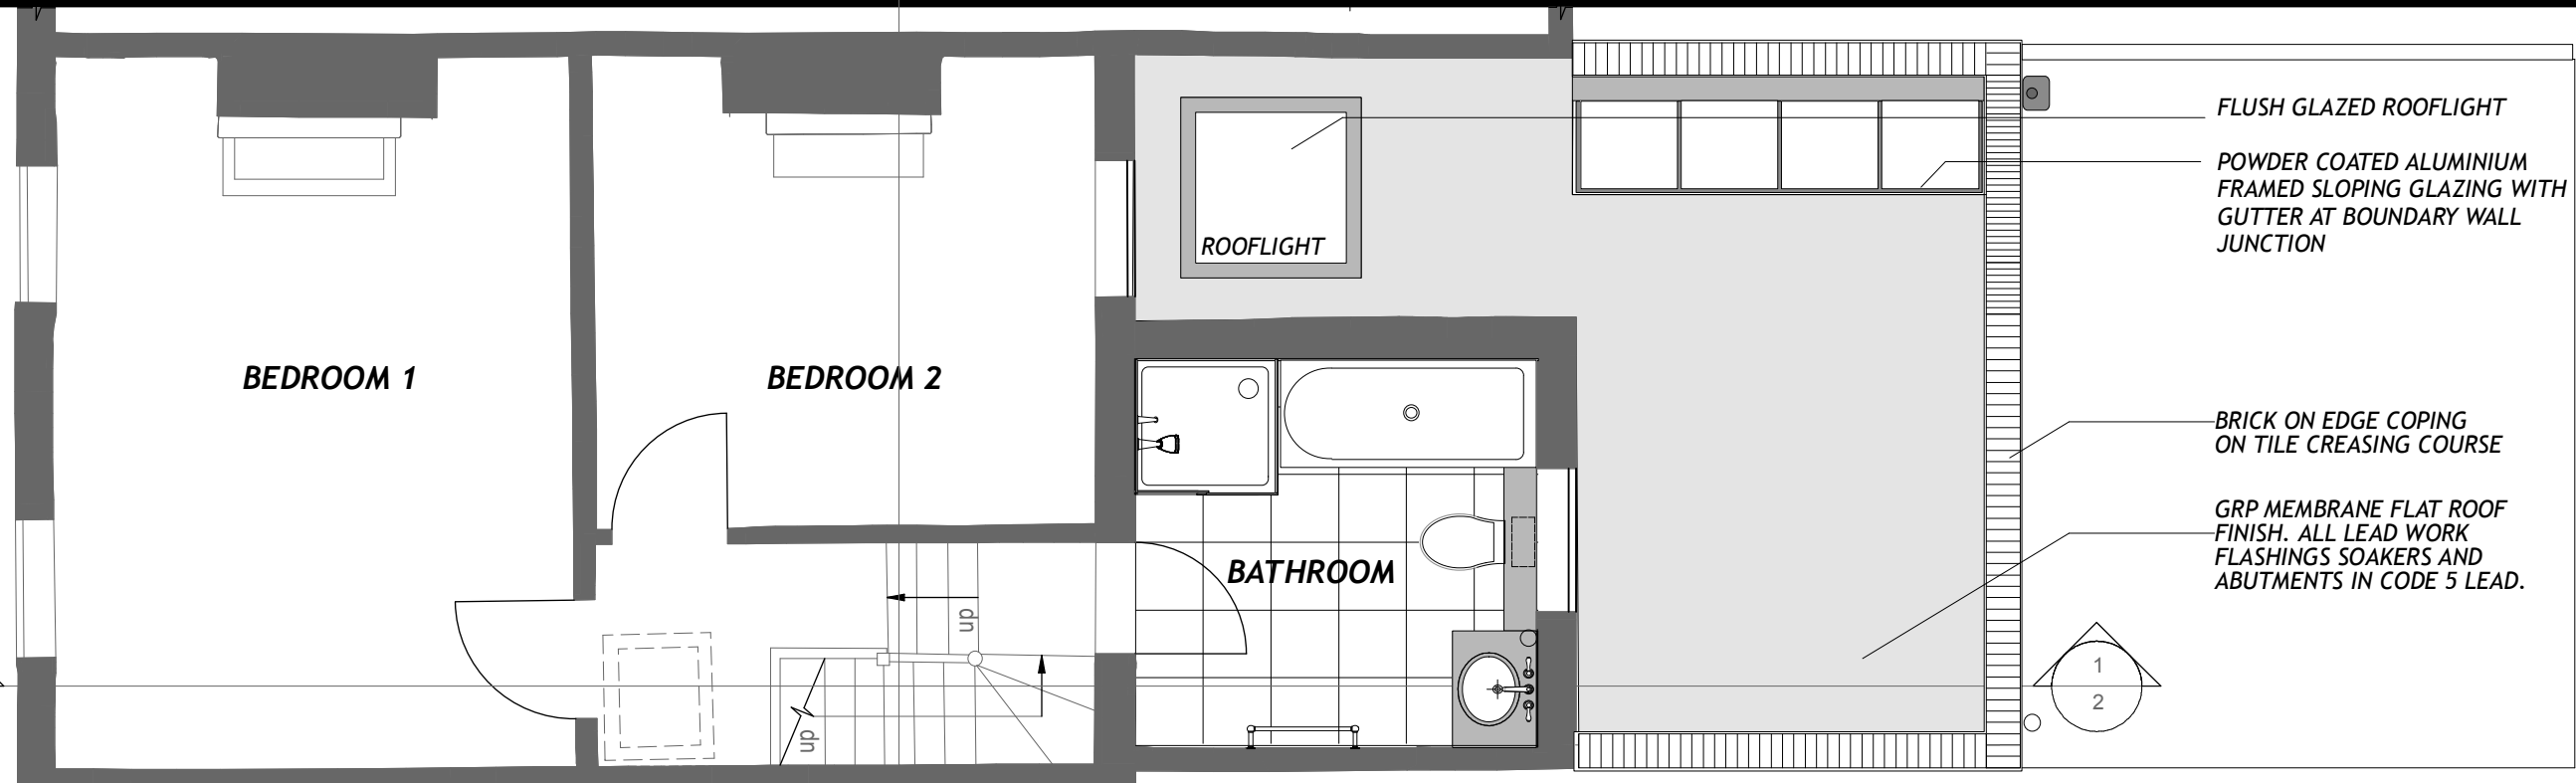 FLUSH GLAZED ROOFLIGHT
POWDER COATED ALUMINIUM
FRAMED SLOPING GLAZING WITH
GUTTER AT BOUNDARY WALL
JUNCTION
ROOFLIGHT
BEDROOM 1
BEDROOM 2
BRICK ON EDGE COPING
ON TILE CREASING COURSE
GRP MEMBRANE FLAT ROOF
FINISH. ALL LEAD WORK
FLASHINGS SOAKERS AND
ABUTMENTS IN CODE 5 LEAD.
BATHROOM
up
up
1
2